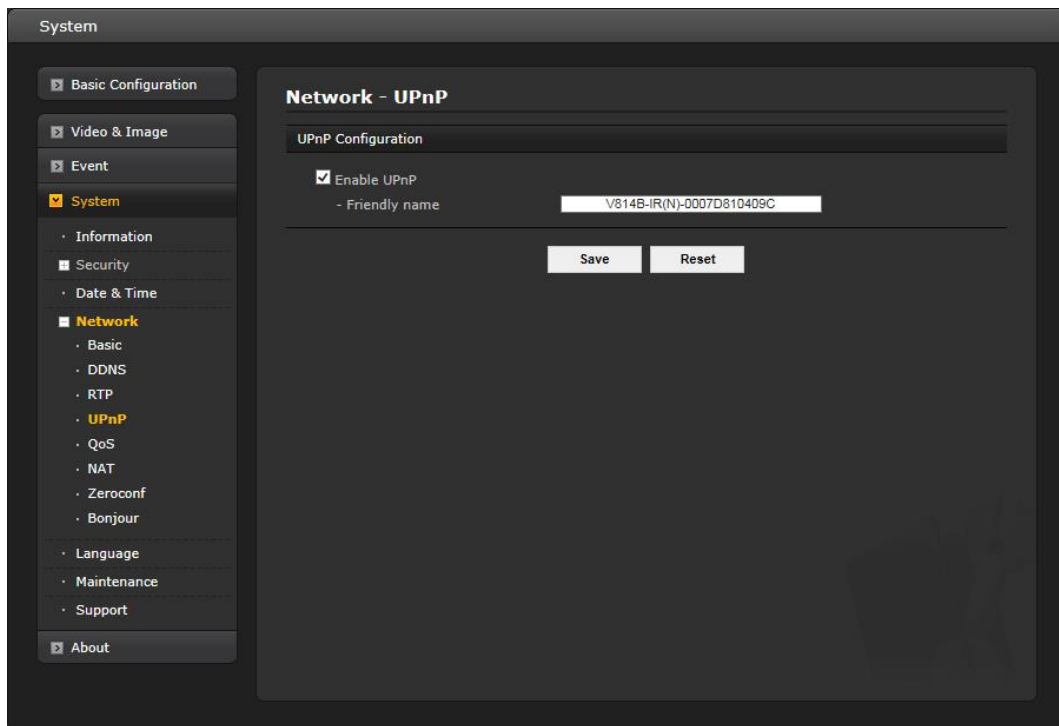 System
Basic Configuration
Video & Image
Event
System
· Information
Security
· Date & Time
Network
· Basic
· DDNS
· RTP
· UPnP
· QoS
· NAT
· Zeroconf
· Bonjour
· Language
· Maintenance
· Support
About
Network - UPnP
UPnP Configuration
Enable UPnP
- Friendly name V814B-IR(N)-0007D810409C
Save Reset